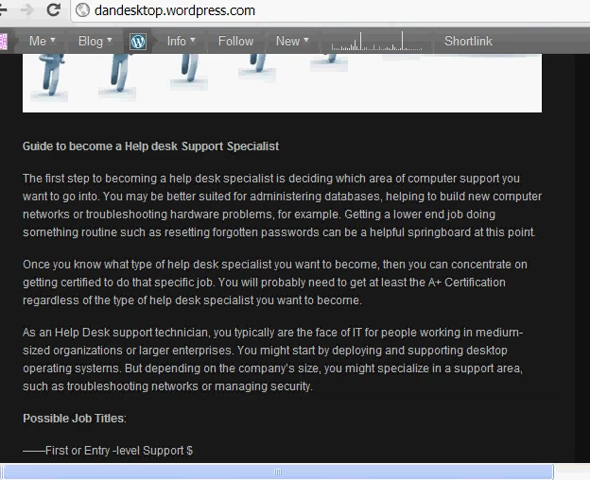 dandesktop.wordpress.com
Me Blog Info Follow New Shortlink
Guide to become a Help desk Support Specialist
The first step to becoming a help desk specialist is deciding which area of computer support you
want to go into. You may be better suited for administering databases, helping to build new computer
networks or troubleshooting hardware problems, for example. Getting a lower end job doing
something routine such as resetting forgotten passwords can be a helpful springboard at this point.
Once you know what type of help desk specialist you want to become, then you can concentrate on
getting certified to do that specific job. You will probably need to get at least the A+ Certification
regardless of the type of help desk specialist you want to become.
As an Help Desk support technician, you typically are the face of IT for people working in medium-
sized organizations or larger enterprises. You might start by deploying and supporting desktop
operating systems. But depending on the company's size, you might specialize in a support area,
such as troubleshooting networks or managing security.
Possible Job Titles:
——First or Entry -level Support $